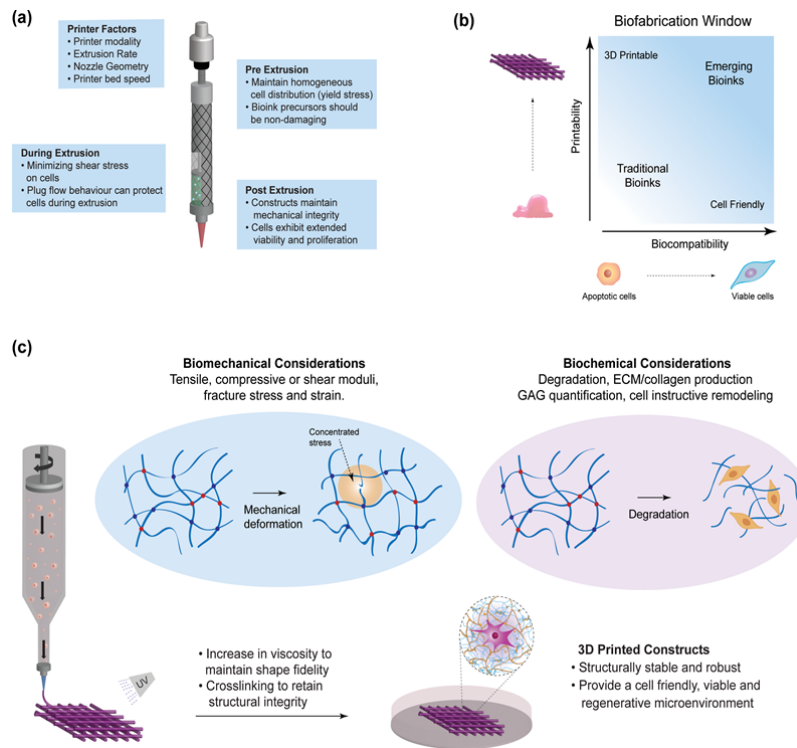 (a)
Printer Factors
• Printer modality
• Extrusion Rate
• Nozzle Geometry
• Printer bed speed
Pre Extrusion
• Maintain homogeneous
cell distribution (yield stress)
• Bioink precursors should
be non-damaging
During Extrusion
• Minimizing shear stress
on cells
• Plug flow behaviour can protect
cells during extrusion
Post Extrusion
• Constructs maintain
mechanical integrity
• Cells exhibit extended
viability and proliferation
(b)
Biofabrication Window
3D Printable
Emerging
Bioinks
Printability
Traditional
Bioinks
Cell Friendly
Biocompatibility
Apoptotic cells
Viable cells
(c)
Biomechanical Considerations
Tensile, compressive or shear moduli,
fracture stress and strain.
Concentrated
stress
Mechanical
deformation
Biochemical Considerations
Degradation, ECM/collagen production
GAG quantification, cell instructive remodeling
Degradation
UV
• Increase in viscosity to
maintain shape fidelity
• Crosslinking to retain
structural integrity
3D Printed Constructs
• Structurally stable and robust
• Provide a cell friendly, viable and
regenerative microenvironment